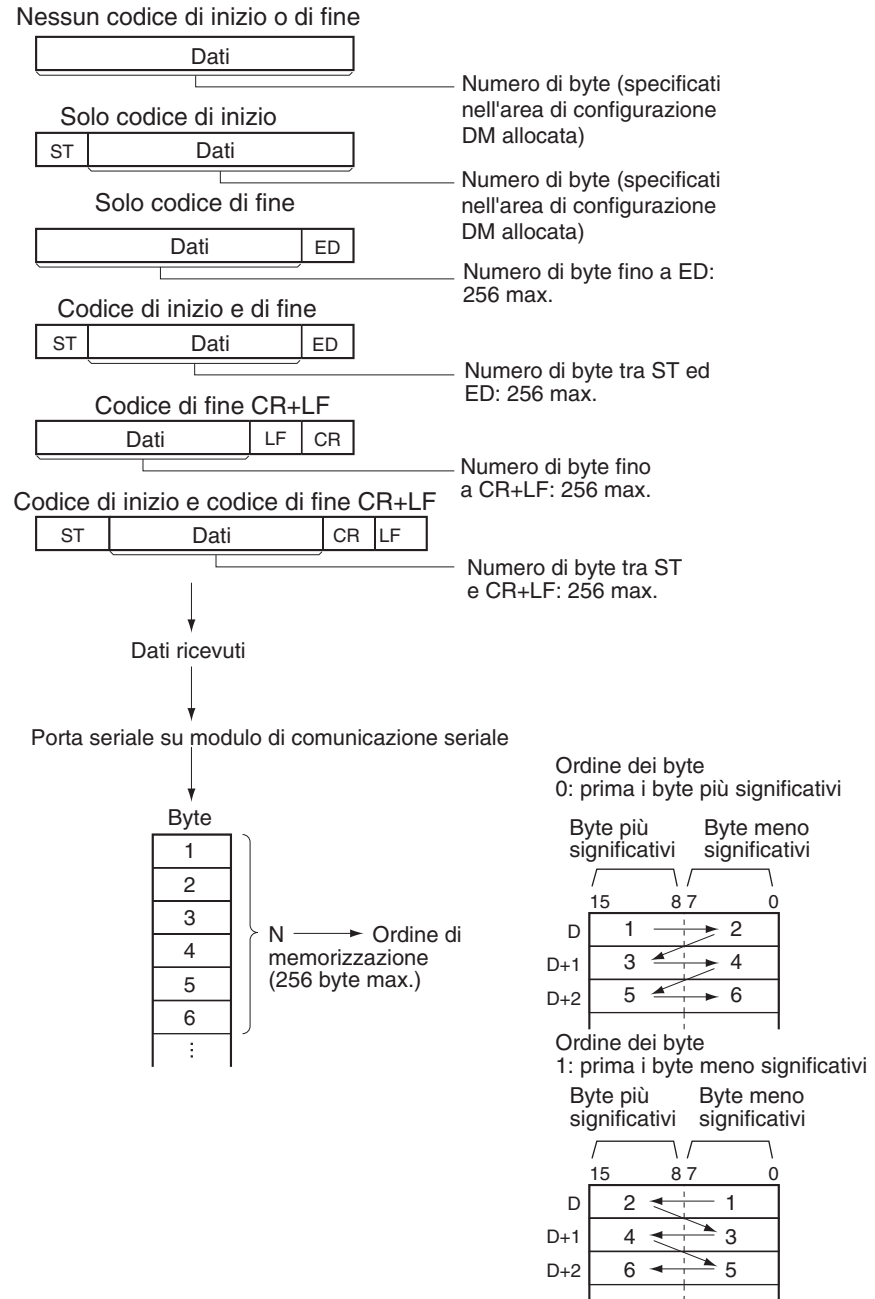 Nessun codice di inizio o di fine
Dati
Numero di byte (specificati
nell'area di configurazione
DM allocata)
Solo codice di inizio
ST Dati
Numero di byte (specificati
nell'area di configurazione
DM allocata)
Solo codice di fine
Dati ED
Numero di byte fino a ED:
256 max.
Codice di inizio e di fine
ST Dati ED
Numero di byte tra ST ed
ED: 256 max.
Codice di fine CR+LF
Dati LF CR
Numero di byte fino
a CR+LF: 256 max.
Codice di inizio e codice di fine CR+LF
ST Dati CR LF
Numero di byte tra ST
e CR+LF: 256 max.
Dati ricevuti
Porta seriale su modulo di comunicazione seriale
Byte
1
2
3
4
5
6
⋮
N Ordine di
memorizzazione
(256 byte max.)
Ordine dei byte
0: prima i byte più significativi
Byte più Byte meno
significativi significativi
15 8 7 0
D 1 2
D+1 3 4
D+2 5 6
Ordine dei byte
1: prima i byte meno significativi
Byte più Byte meno
significativi significativi
15 8 7 0
D 2 1
D+1 4 3
D+2 6 5